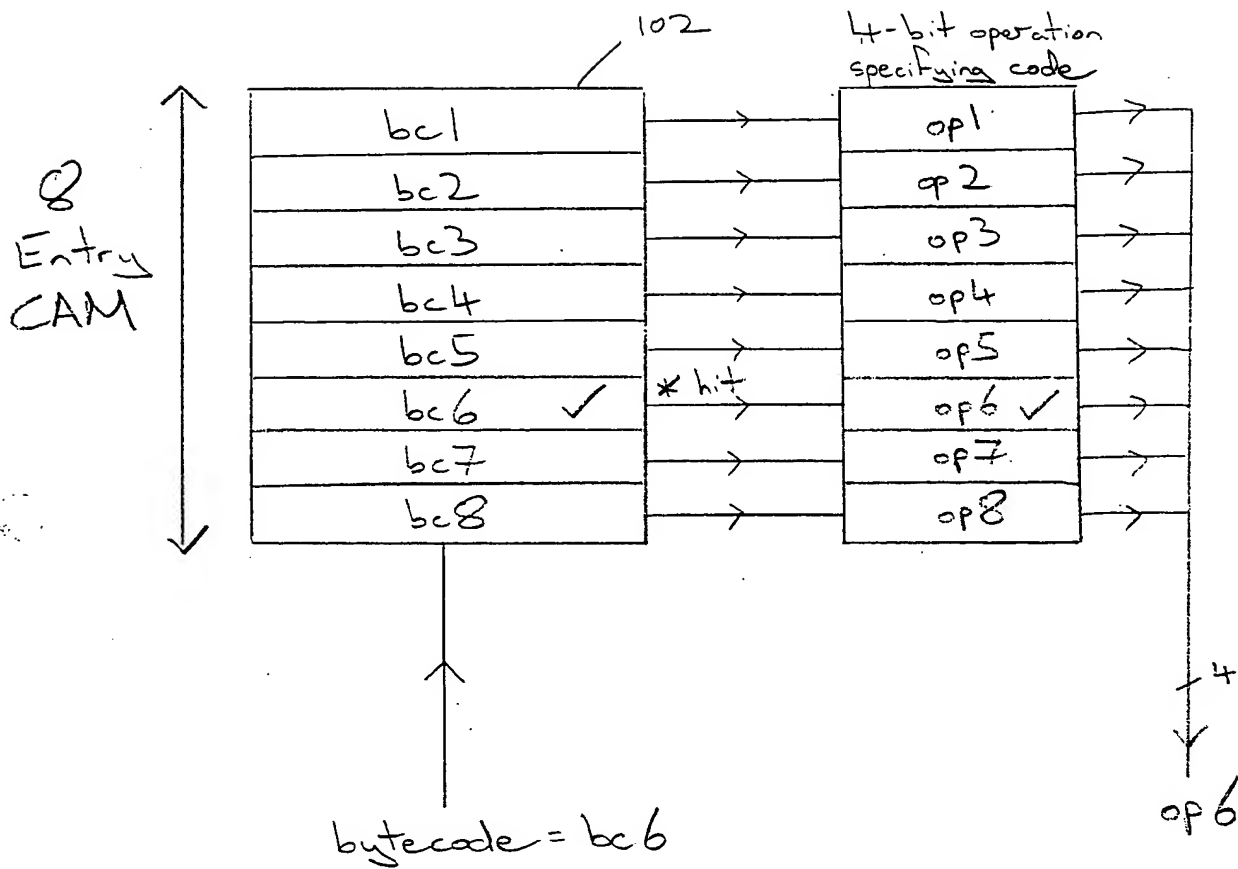 102
4-bit operation
specifying code
8
Entry
CAM
bc1
bc2
bc3
bc4
bc5
bc6 ✓
bc7
bc8
* hit
op1
op2
op3
op4
op5
op6 ✓
op7
op8
4
op6
bytecode = bc6